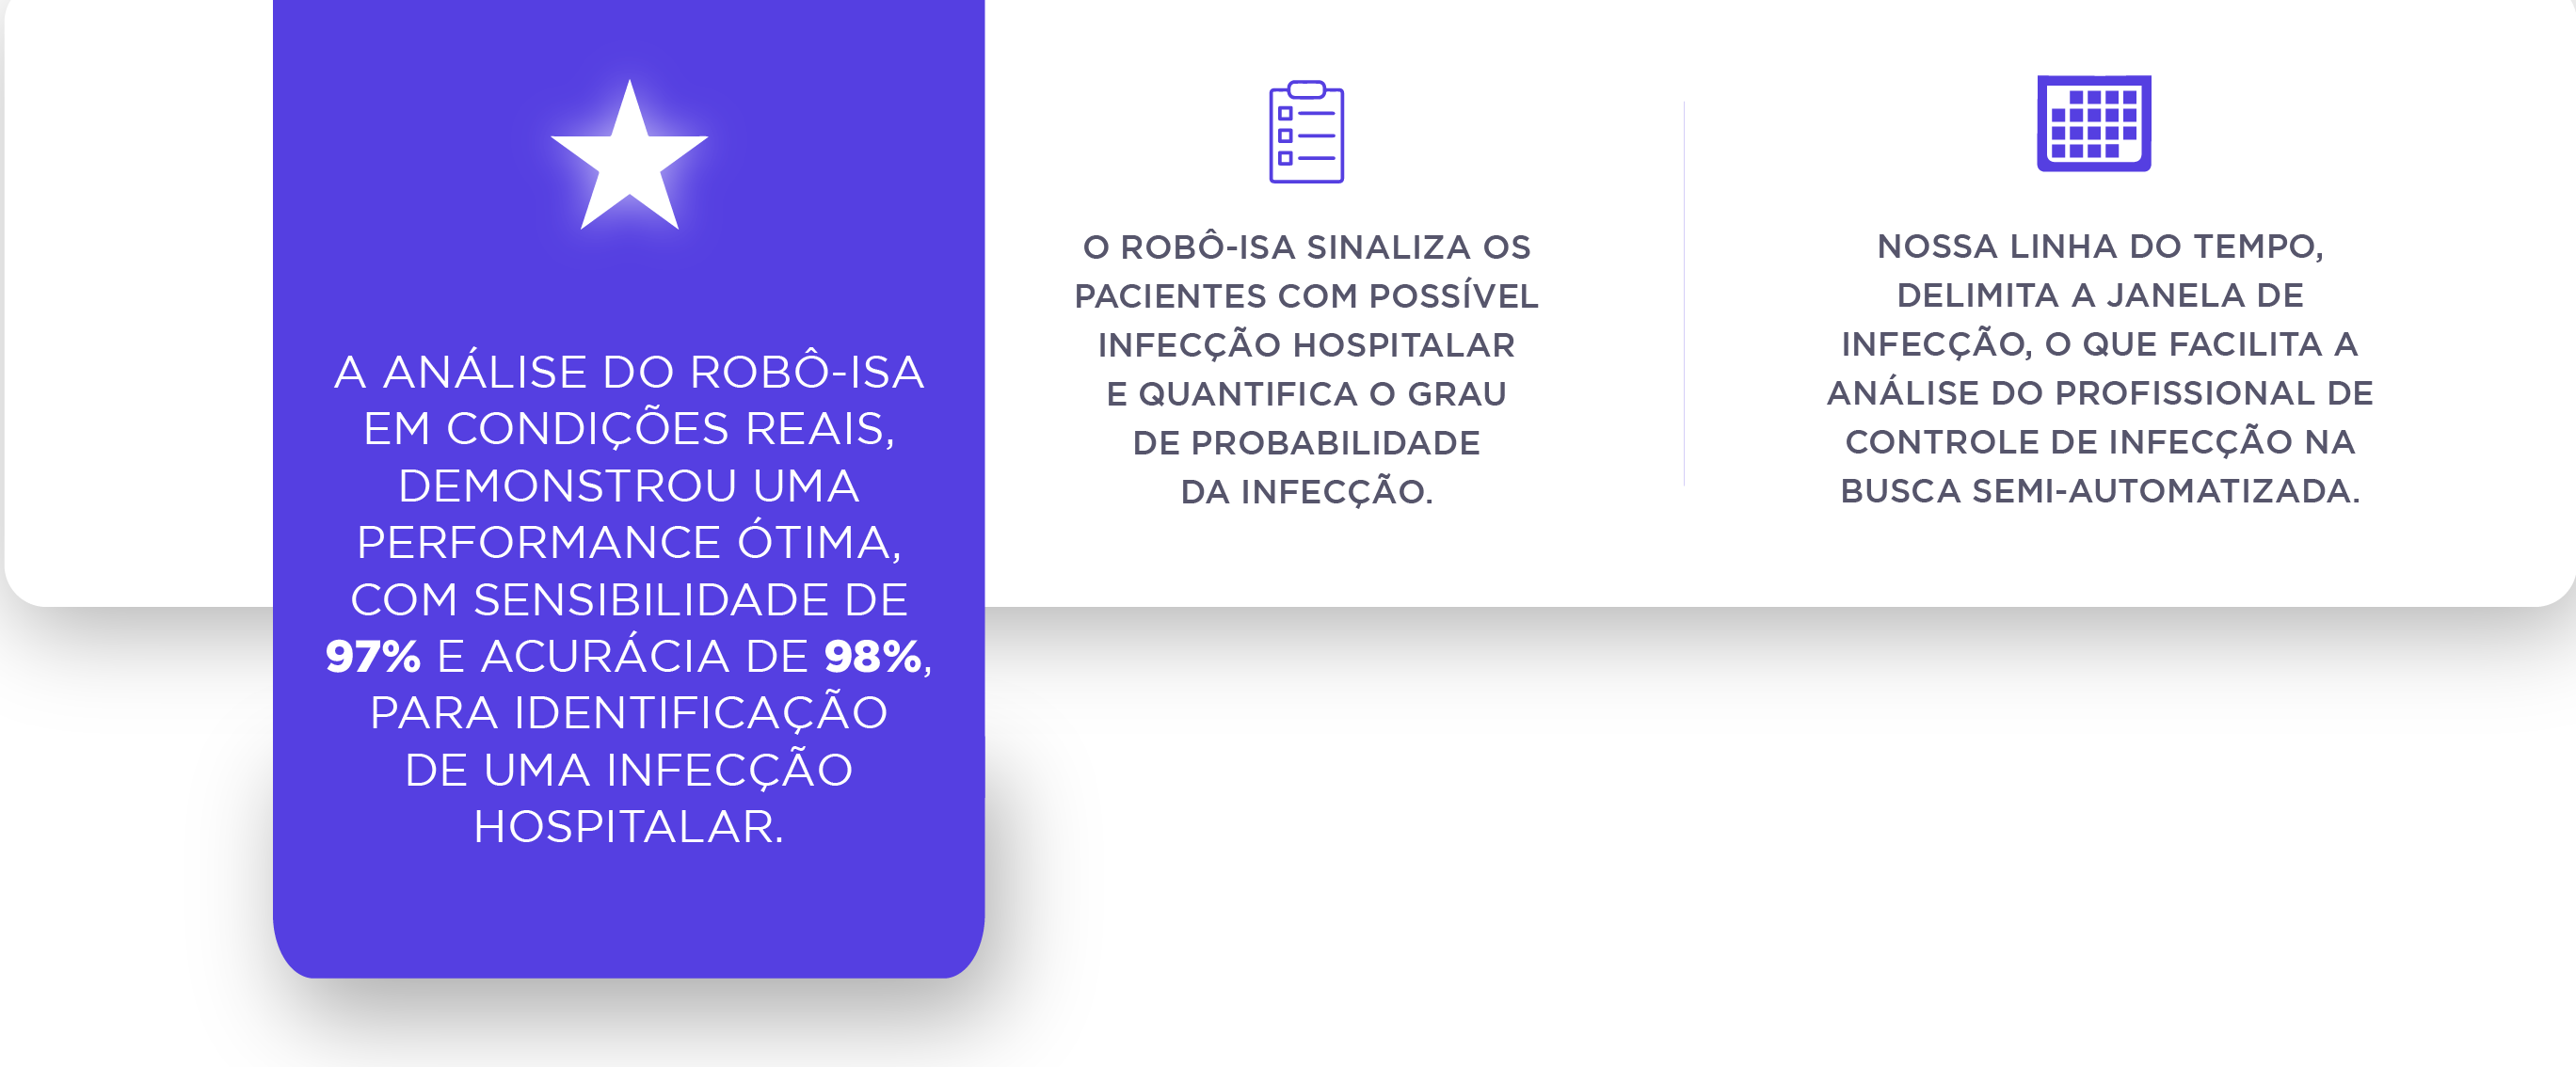 A ANÁLISE DO ROBÔ-ISA
EM CONDIÇÕES REAIS,
DEMONSTROU UMA
PERFORMANCE ÓTIMA,
COM SENSIBILIDADE DE
97% E ACURÁCIA DE 98%,
PARA IDENTIFICAÇÃO
DE UMA INFECÇÃO
HOSPITALAR.
O ROBÔ-ISA SINALIZA OS
PACIENTES COM POSSÍVEL
INFECÇÃO HOSPITALAR
E QUANTIFICA O GRAU
DE PROBABILIDADE
DA INFECÇÃO.
NOSSA LINHA DO TEMPO,
DELIMITA A JANELA DE
INFECÇÃO, O QUE FACILITA A
ANÁLISE DO PROFISSIONAL DE
CONTROLE DE INFECÇÃO NA
BUSCA SEMI-AUTOMATIZADA.